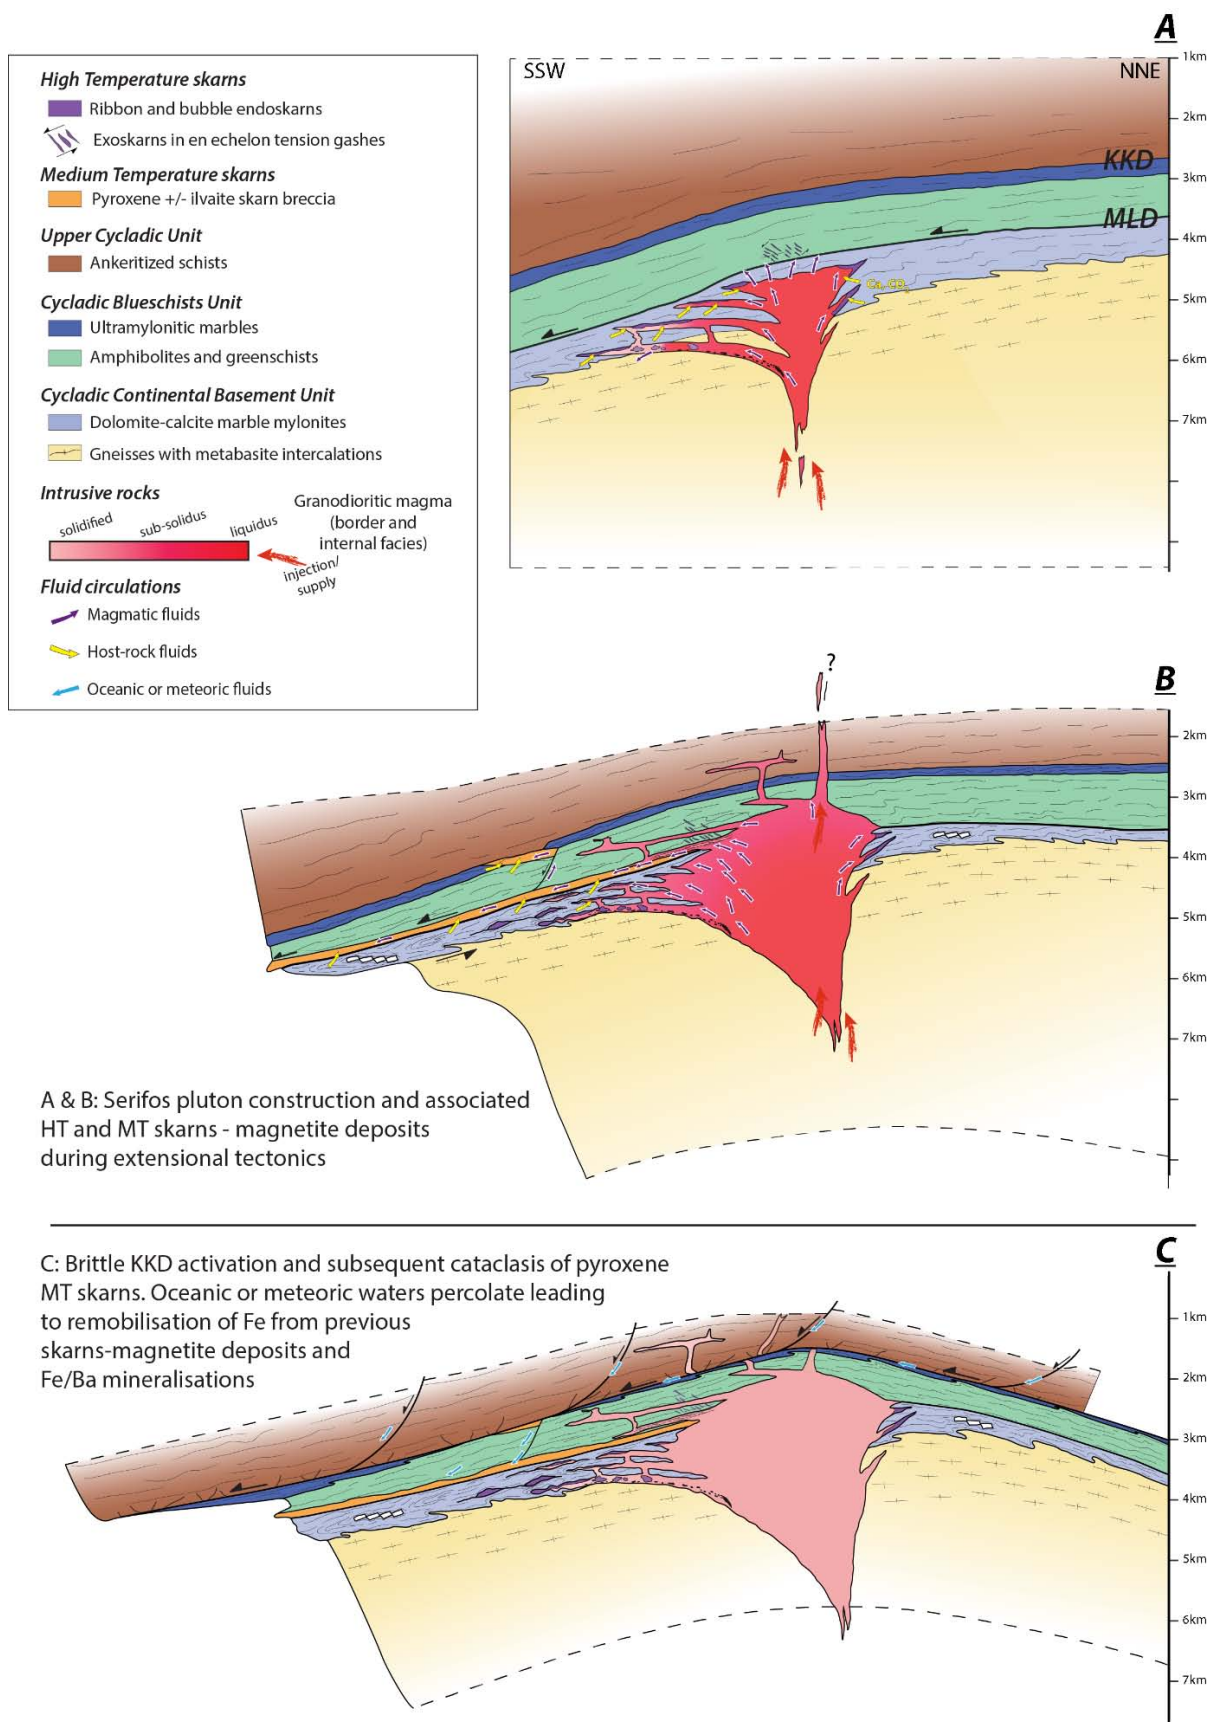 High Temperature skarns
Ribbon and bubble endoskarns
Exoskarns in en echelon tension gashes
Medium Temperature skarns
Pyroxene +/- ilvaite skarn breccia
Upper Cycladic Unit
Ankeritized schists
Cycladic Blueschists Unit
Ultramylonitic marbles
Amphibolites and greenschists
Cycladic Continental Basement Unit
Dolomite-calcite marble mylonites
Gneisses with metabasite intercalations
Intrusive rocks
solidified
sub-solidus
liquidus
Granodioritic magma
(border and
internal facies)
injection/
supply
Fluid circulations
Magmatic fluids
Host-rock fluids
Oceanic or meteoric fluids
A
SSW
NNE
KKD
MLD
1km
2km
3km
4km
5km
6km
7km
B
?
2km
3km
4km
5km
6km
7km
A & B: Serifos pluton construction and associated
HT and MT skarns - magnetite deposits
during extensional tectonics
C: Brittle KKD activation and subsequent cataclasis of pyroxene
MT skarns. Oceanic or meteoric waters percolate leading
to remobilisation of Fe from previous
skarns-magnetite deposits and
Fe/Ba mineralisations
C
1km
2km
3km
4km
5km
6km
7km